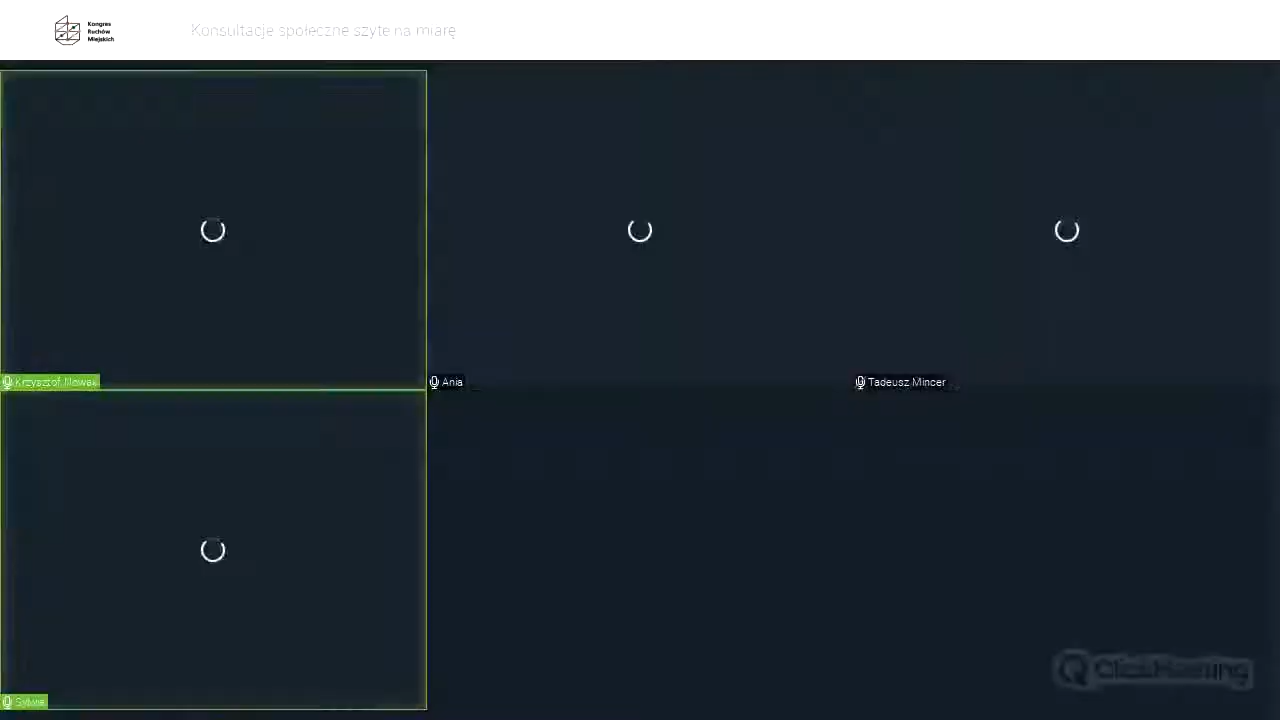 Kongres
Ruchów
Miejskich
Konsultacje społeczne szyte na miarę
Krzysztof Nowak
Ania
Tadeusz Mincer
Sylwia
ClickMeeting